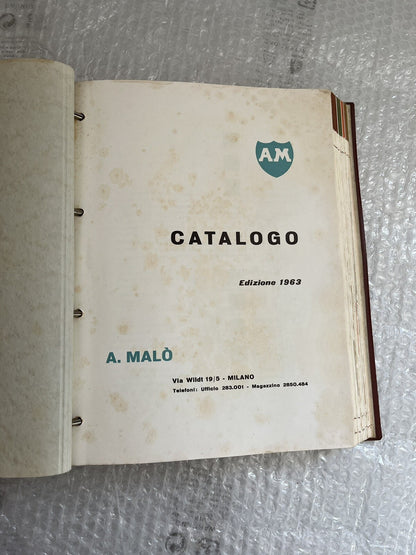 AM
CATALOGO
Edizione 1963
A. MALÒ
Via Wildt 19/5 - MILANO
Telefoni: Ufficio 283.001 - Magazzino 2850.484